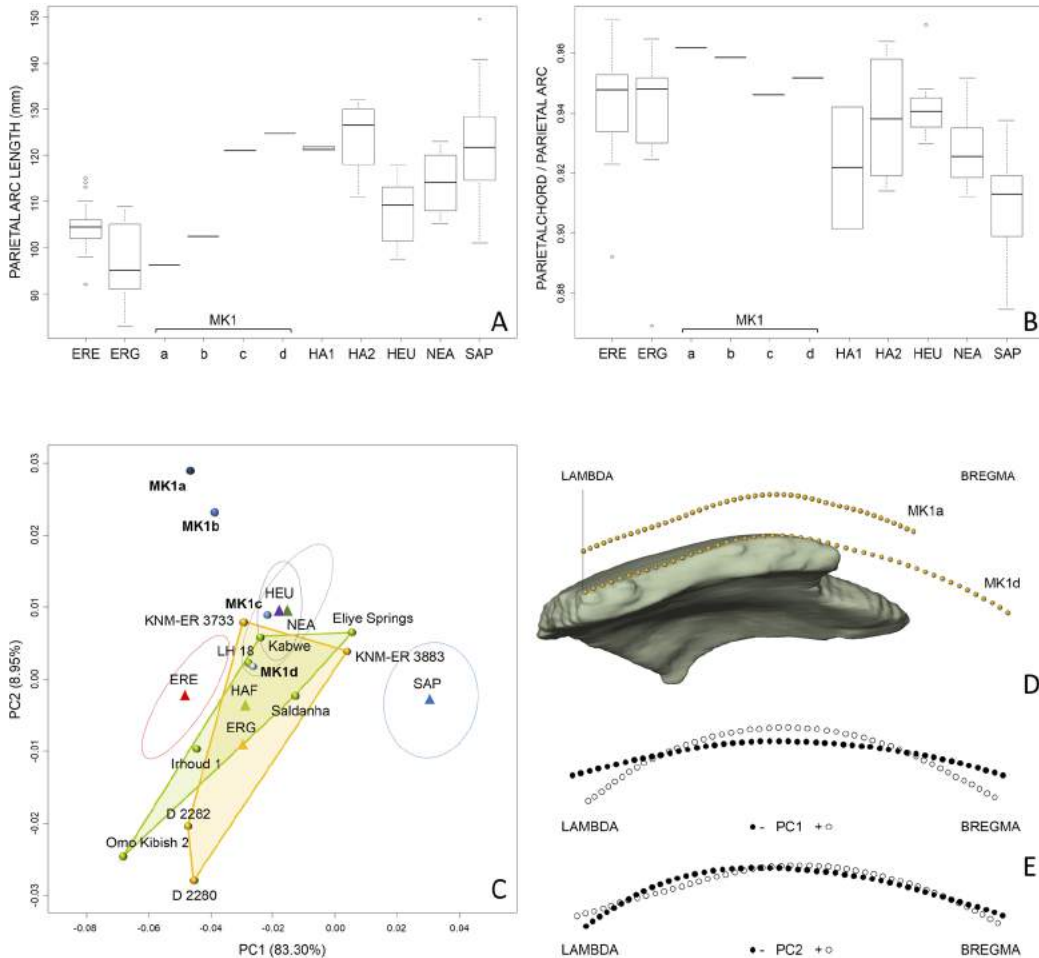 150
140
130
120
110
100
90
PARIETAL ARC LENGTH (mm)
MK1
A
ERE ERG a b c d HA1 HA2 HEU NEA SAP
0.96
0.94
0.92
0.90
0.88
PARIETALCHORD / PARIETAL ARC
MK1
B
ERE ERG a b c d HA1 HA2 HEU NEA SAP
0.03
0.02
0.01
0.00
-0.01
-0.02
-0.03
PC2 (8.95%)
MK1a
MK1b
HEU
MK1c
KNM-ER 3733
NEA
Eliye Springs
Kabwe
LH 18
KNM-ER 3883
MK1d
ERE
HAF
SAP
Saldanha
ERG
Irhoud 1
D 2282
Omo Kibish 2
D 2280
C
-0.08 -0.06 -0.04 -0.02 0.00 0.02 0.04
PC1 (83.30%)
LAMBDA BREGMA
MK1a
MK1d
D
LAMBDA BREGMA
- PC1 +
E
LAMBDA BREGMA
- PC2 +